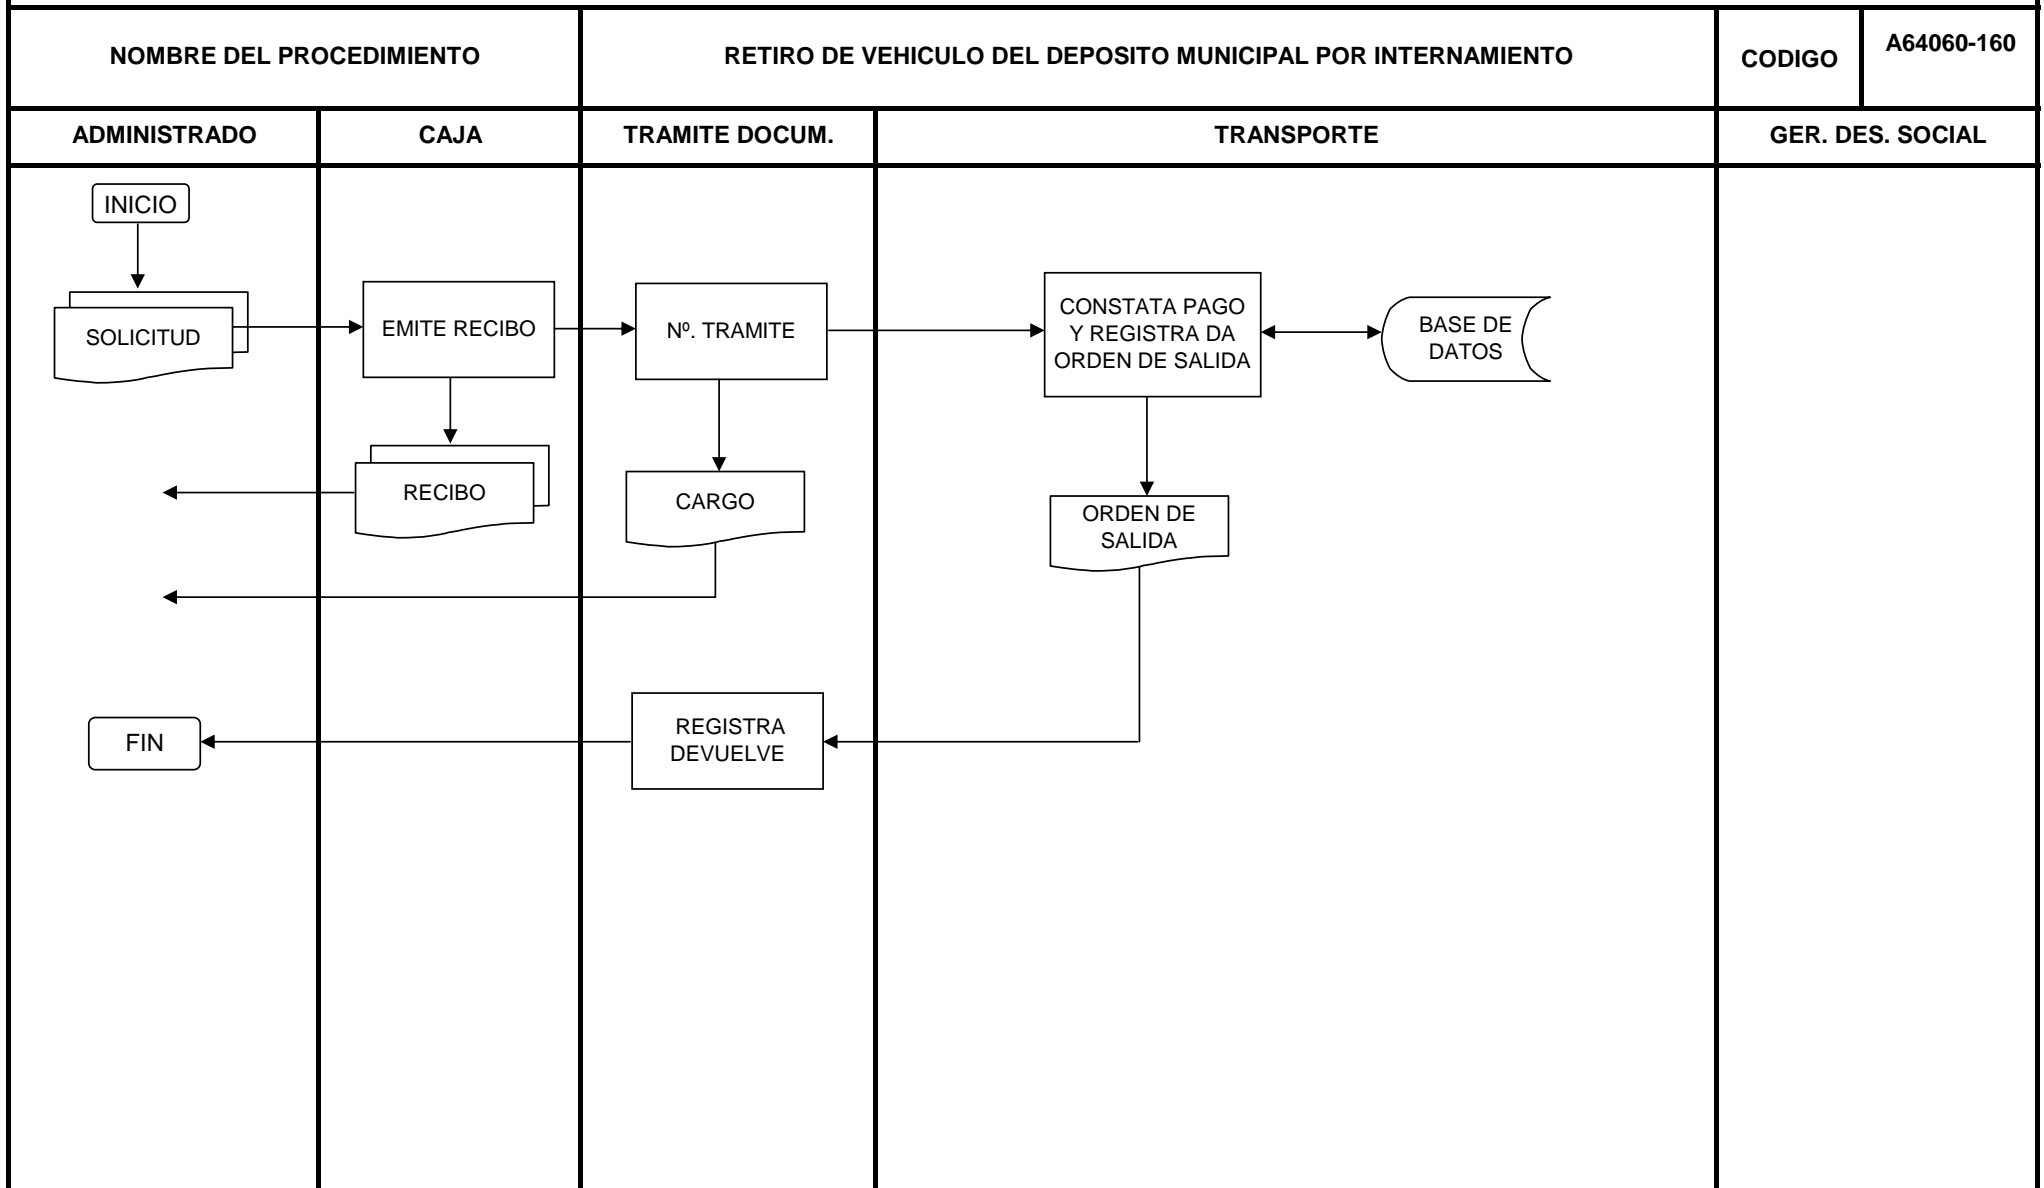 NOMBRE DEL PROCEDIMIENTO
RETIRO DE VEHICULO DEL DEPOSITO MUNICIPAL POR INTERNAMIENTO
CODIGO
A64060-160
ADMINISTRADO
CAJA
TRAMITE DOCUM.
TRANSPORTE
GER. DES. SOCIAL
INICIO
SOLICITUD
EMITE RECIBO
Nº. TRAMITE
CONSTATA PAGO
Y REGISTRA DA
ORDEN DE SALIDA
BASE DE
DATOS
RECIBO
CARGO
ORDEN DE
SALIDA
FIN
REGISTRA
DEVUELVE